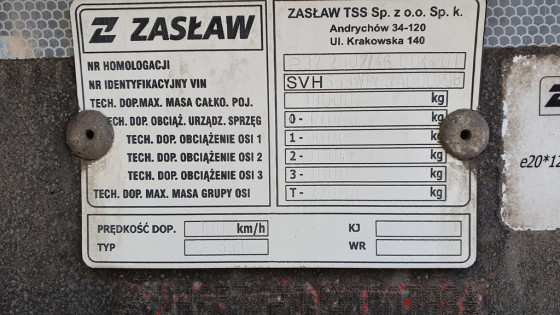 ZASŁAW
NR HOMOLOGACJI
NR IDENTYFIKACYJNY VIN
TECH. DOP.MAX. MASA CAŁKO. POJ.
TECH. DOP. OBCIĄŻ. URZĄDZ. SPRZĘG
TECH. DOP. OBCIĄŻENIE OSI 1
TECH. DOP. OBCIĄŻENIE OSI 2
TECH. DOP. OBCIĄŻENIE OSI 3
TECH. DOP. MAX. MASA GRUPY OSI
ZASŁAW TSS Sp. z o.o. Sp. k.
Andrychów 34-120
Ul. Krakowska 140
SVH
kg
0- kg
1- kg
2- kg
3- kg
T- kg
PRĘDKOŚĆ DOP. km/h
TYP
KJ
WR
e20*12